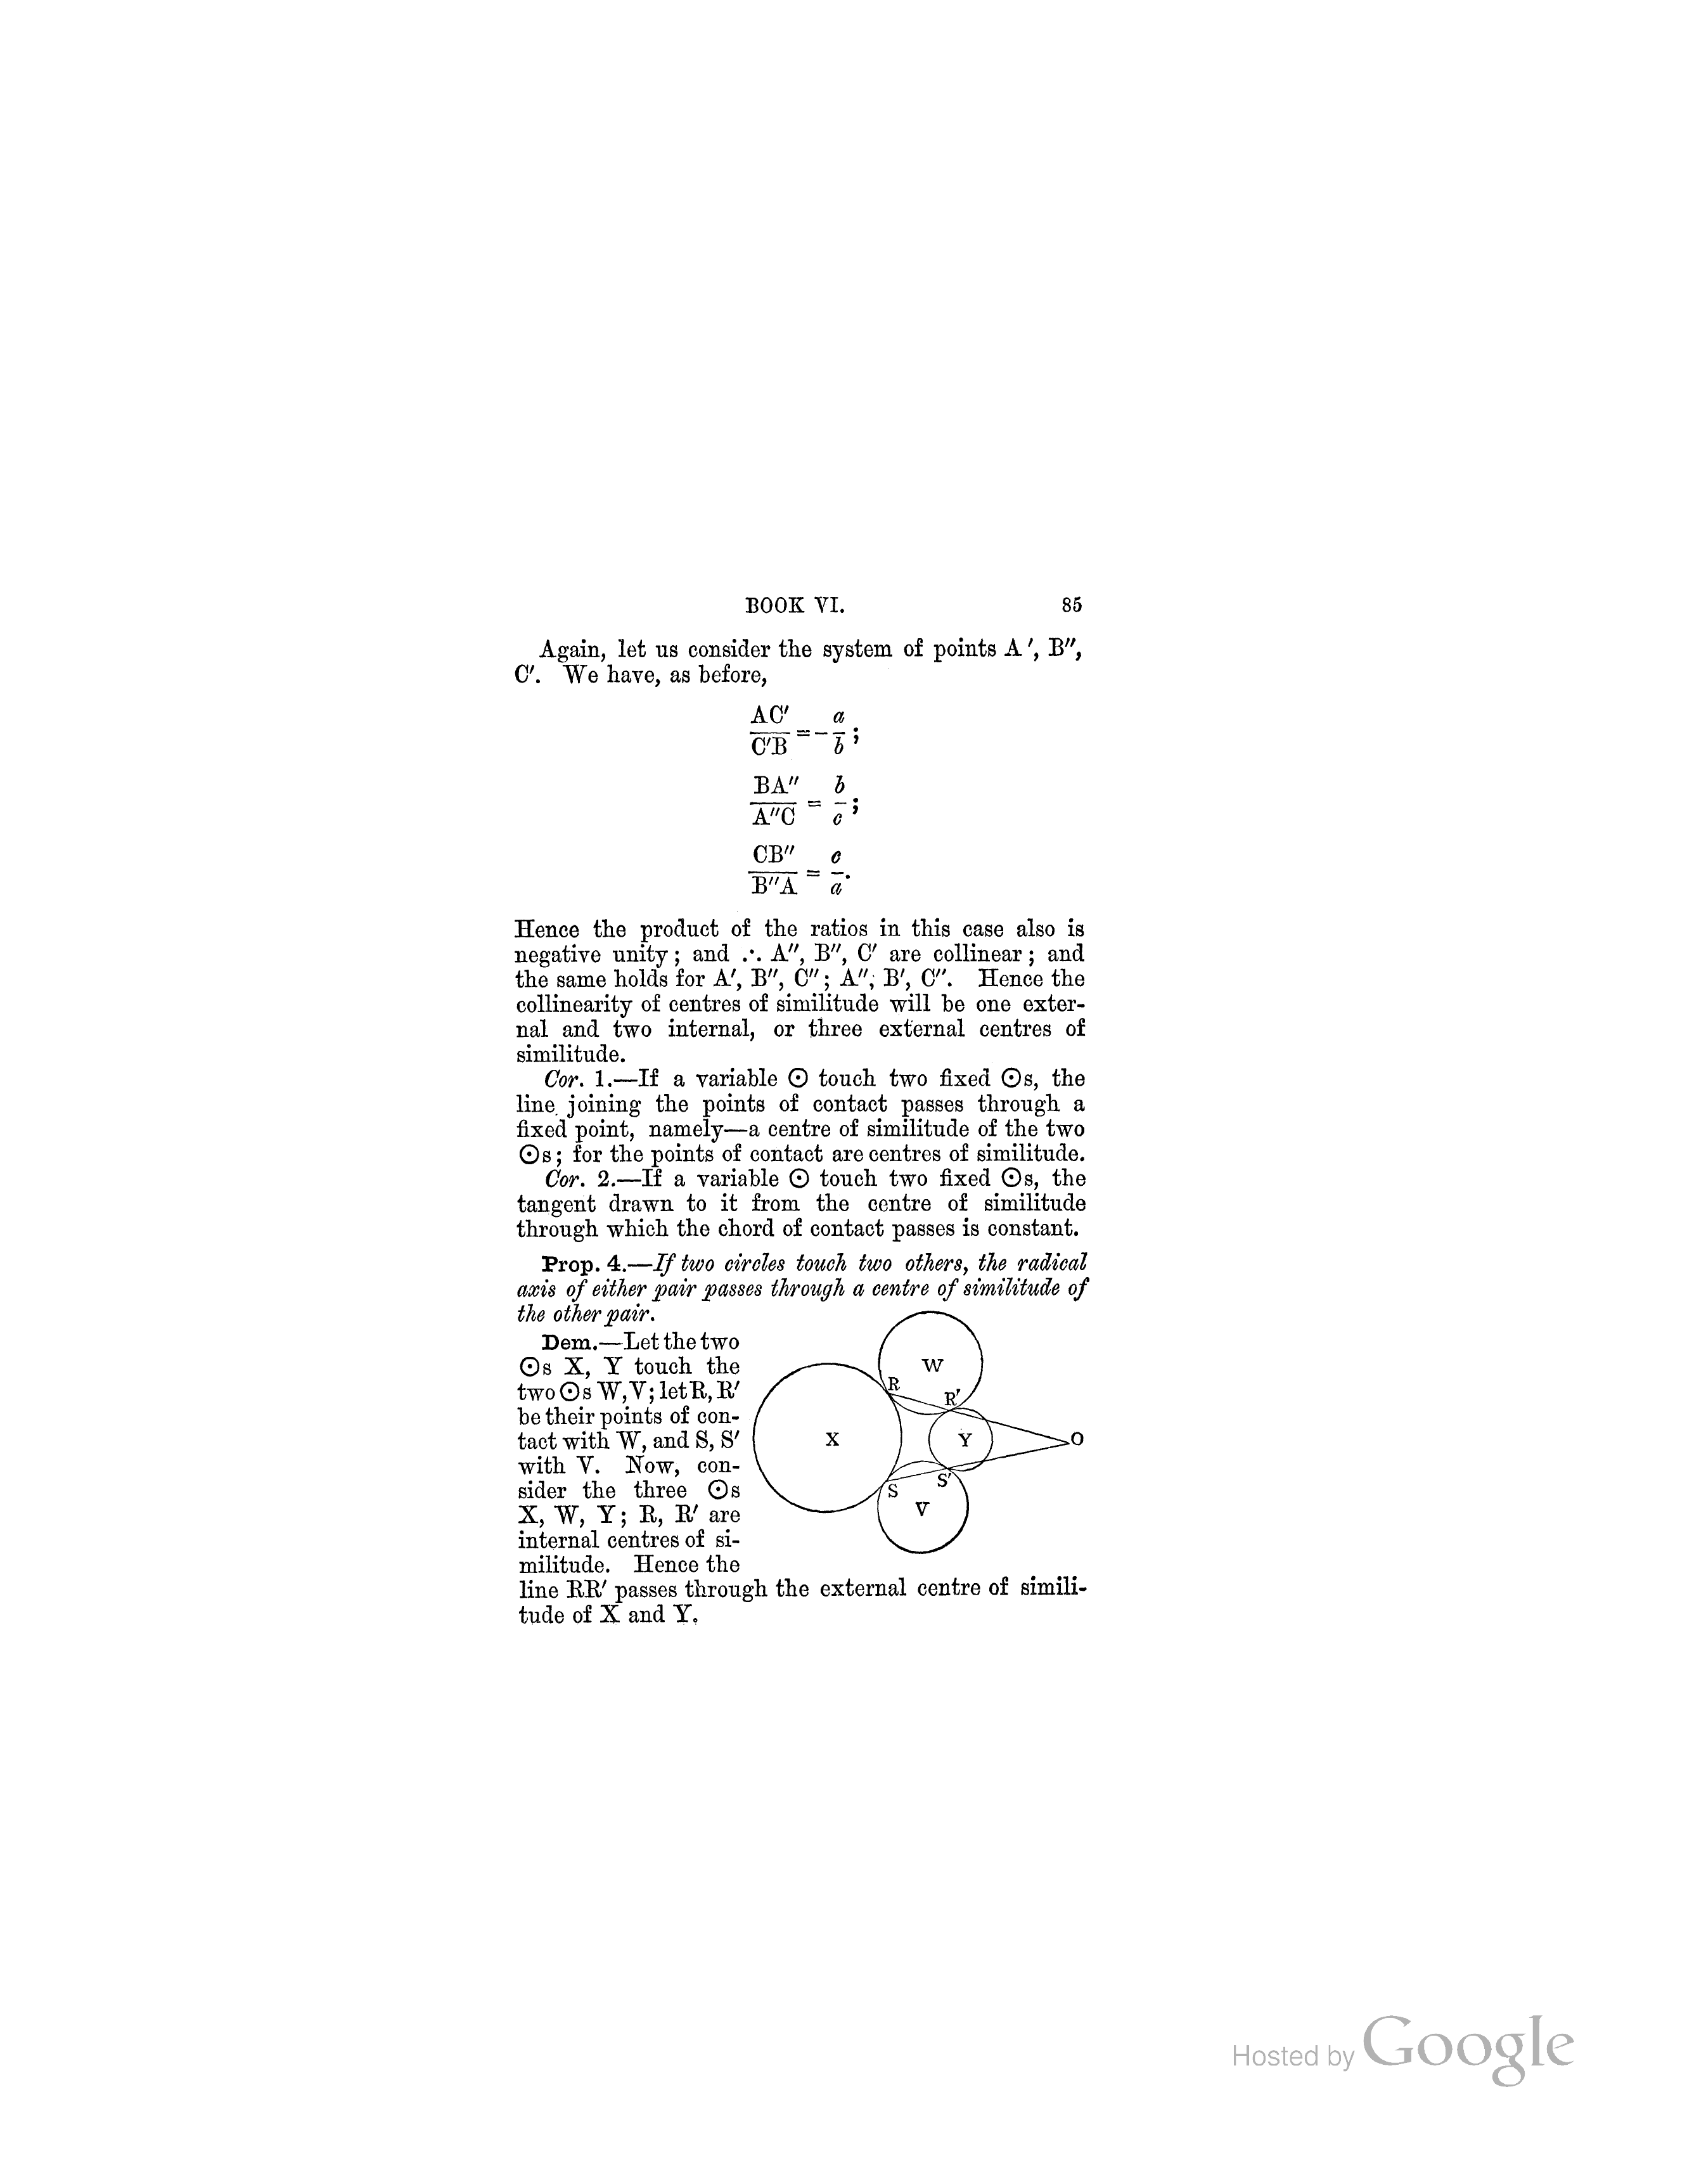 BOOK VI. 85
Again, let us consider the system of points A′, B″,
C′. We have, as before,
AC′/C′B = − a/b ;
BA″/A″C = b/c ;
CB″/B″A = c/a .
Hence the product of the ratios in this case also is
negative unity ; and ∴ A″, B″, C′ are collinear ; and
the same holds for A′, B″, C″ ; A″, B′, C″. Hence the
collinearity of centres of similitude will be one exter-
nal and two internal, or three external centres of
similitude.
Cor. 1.—If a variable ⊙ touch two fixed ⊙s, the
line joining the points of contact passes through a
fixed point, namely—a centre of similitude of the two
⊙s ; for the points of contact are centres of similitude.
Cor. 2.—If a variable ⊙ touch two fixed ⊙s, the
tangent drawn to it from the centre of similitude
through which the chord of contact passes is constant.
Prop. 4.—If two circles touch two others, the radical
axis of either pair passes through a centre of similitude of
the other pair.
Dem.—Let the two
⊙s X, Y touch the
two ⊙s W, V ; let R, R′
be their points of con-
tact with W, and S, S′
with V. Now, con-
sider the three ⊙s
X, W, Y ; R, R′ are
internal centres of si-
militude. Hence the
line RR′ passes through the external centre of simili-
tude of X and Y.
W
R
R′
X
Y
O
S
S′
V
Hosted by Google